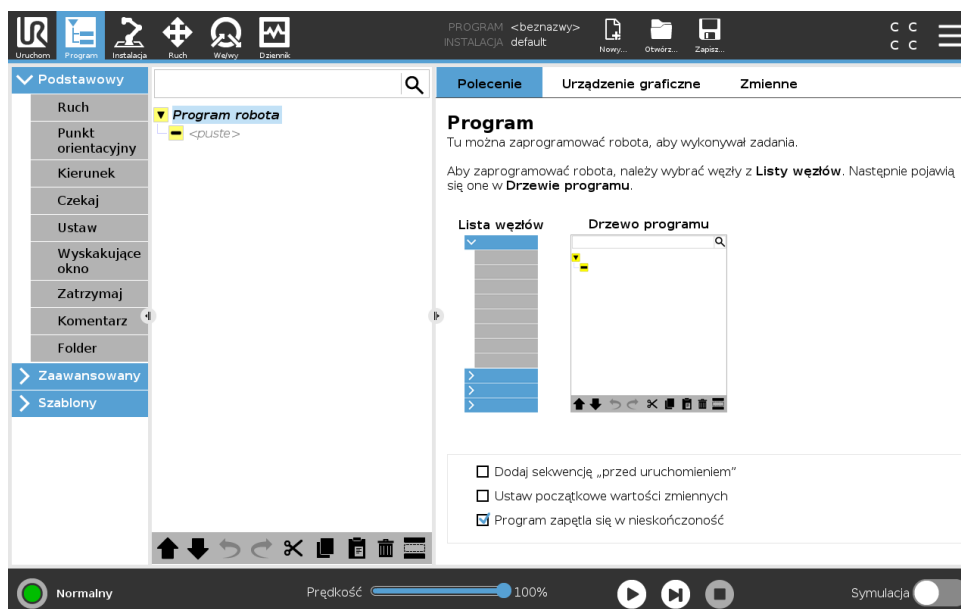 PROGRAM <beznazwy>
INSTALACJA default
Uruchom Program Instalacja Ruch We/wy Dziennik Nowy... Otwórz... Zapisz...
C C
C C
Podstawowy
Ruch
Punkt
orientacyjny
Kierunek
Czekaj
Ustaw
Wyskakujące
okno
Zatrzymaj
Komentarz
Folder
Zaawansowany
Szablony
Program robota
<puste>
Polecenie Urządzenie graficzne Zmienne
Program
Tu można zaprogramować robota, aby wykonywał zadania.
Aby zaprogramować robota, należy wybrać węzły z Listy węzłów. Następnie pojawią
się one w Drzewie programu.
Lista węzłów Drzewo programu
Dodaj sekwencję „przed uruchomieniem”
Ustaw początkowe wartości zmiennych
Program zapętla się w nieskończoność
Normalny Prędkość 100% Symulacja